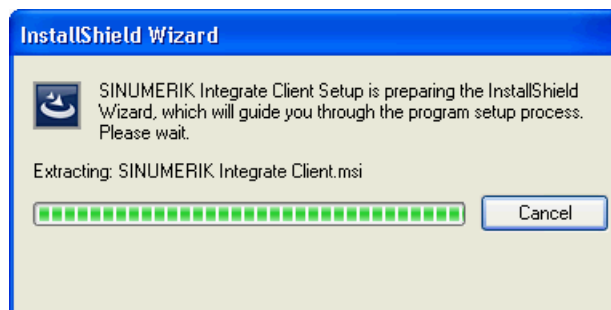 InstallShield Wizard
SINUMERIK Integrate Client Setup is preparing the InstallShield
Wizard, which will guide you through the program setup process.
Please wait.
Extracting: SINUMERIK Integrate Client.msi
Cancel